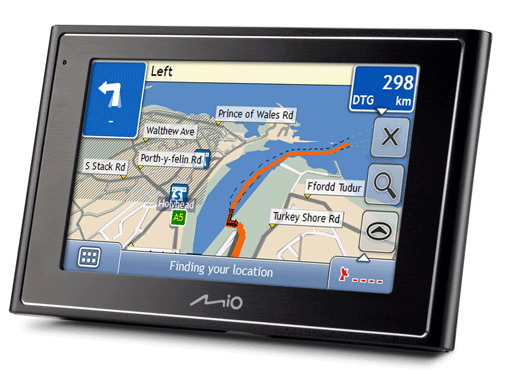 Left
298
DTG km
Prince of Wales Rd
Walthew Ave
Porth-y-felin Rd
S Stack Rd
Ffordd Tudur
Holyhead
A5
Turkey Shore Rd
Finding your location
Mio